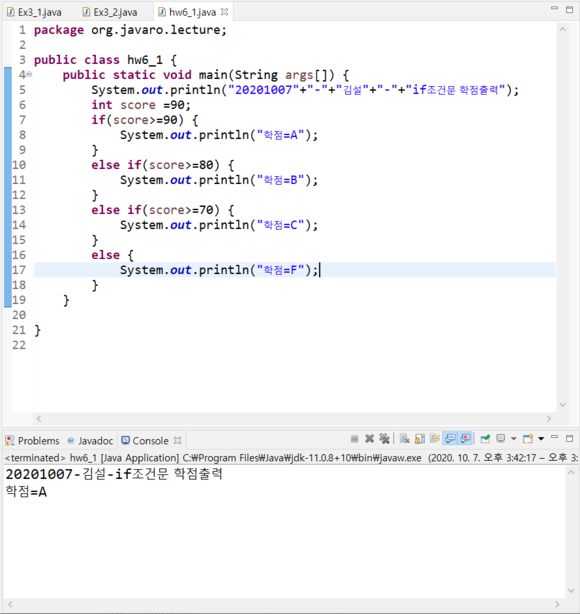 Ex3_1.java Ex3_2.java hw6_1.java
1 package org.javaro.lecture;
2
3 public class hw6_1 {
4 public static void main(String args[]) {
5 System.out.println("20201007"+"-"+"김설"+"-"+"if조건문 학점출력");
6 int score =90;
7 if(score>=90) {
8 System.out.println("학점=A");
9 }
10 else if(score>=80) {
11 System.out.println("학점=B");
12 }
13 else if(score>=70) {
14 System.out.println("학점=C");
15 }
16 else {
17 System.out.println("학점=F");
18 }
19 }
20
21 }
22
Problems Javadoc Console
<terminated> hw6_1 [Java Application] C:₩Program Files₩Java₩jdk-11.0.8+10₩bin₩javaw.exe (2020. 10. 7. 오후 3:42:17 – 오후 3:
20201007-김설-if조건문 학점출력
학점=A